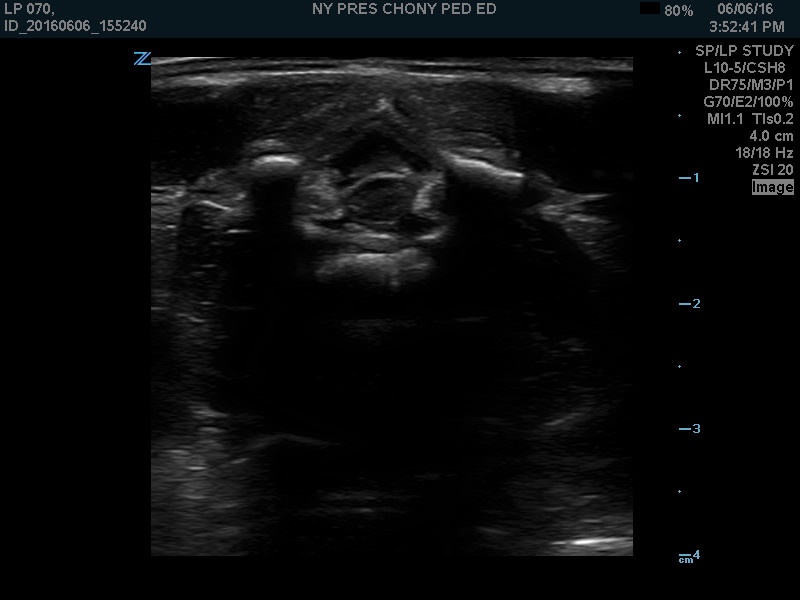 LP 070,
ID_20160606_155240
NY PRES CHONY PED ED
80%
06/06/16
3:52:41 PM
SP/LP STUDY
L10-5/CSH8
DR75/M3/P1
G70/E2/100%
MI1.1 TIs0.2
4.0 cm
18/18 Hz
ZSI 20
Image
Z
1
2
3
4
cm